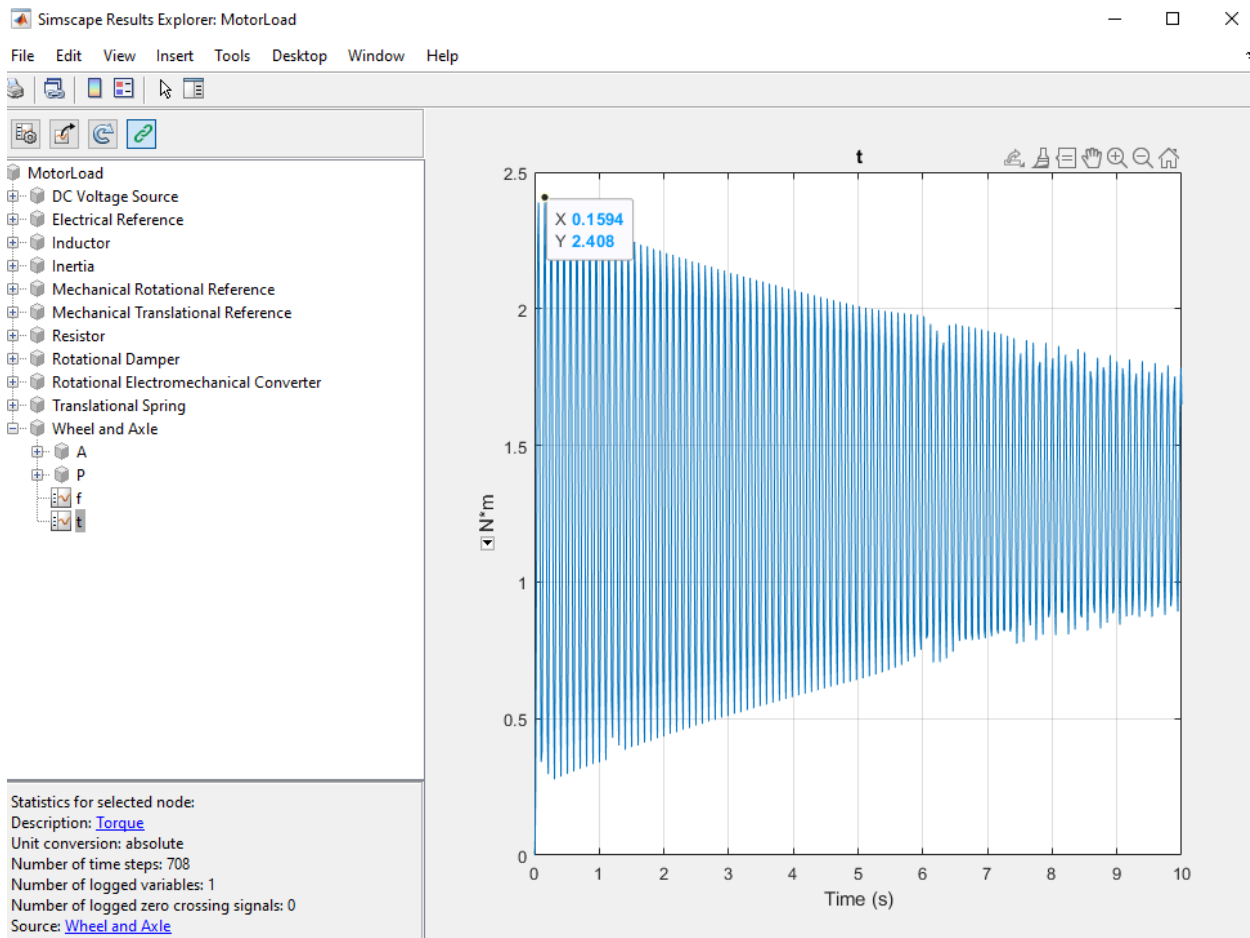 Simscape Results Explorer: MotorLoad
File Edit View Insert Tools Desktop Window Help
MotorLoad
DC Voltage Source
Electrical Reference
Inductor
Inertia
Mechanical Rotational Reference
Mechanical Translational Reference
Resistor
Rotational Damper
Rotational Electromechanical Converter
Translational Spring
Wheel and Axle
A
P
f
t
Statistics for selected node:
Description: Torque
Unit conversion: absolute
Number of time steps: 708
Number of logged variables: 1
Number of logged zero crossing signals: 0
Source: Wheel and Axle
t
2.5
X 0.1594
Y 2.408
2
1.5
N*m
1
0.5
0
0 1 2 3 4 5 6 7 8 9 10
Time (s)